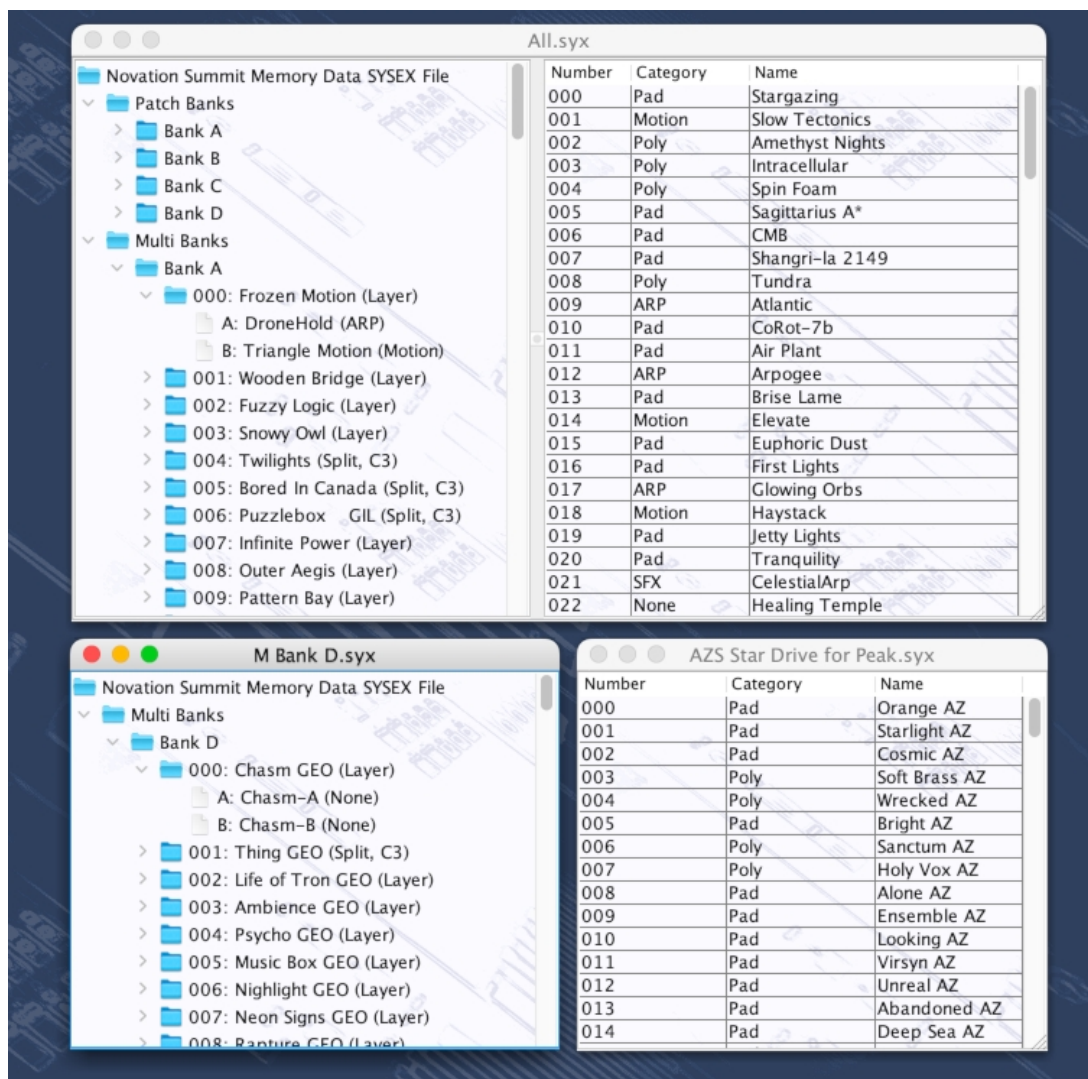 All.syx
Novation Summit Memory Data SYSEX File
Patch Banks
Bank A
Bank B
Bank C
Bank D
Multi Banks
Bank A
000: Frozen Motion (Layer)
A: DroneHold (ARP)
B: Triangle Motion (Motion)
001: Wooden Bridge (Layer)
002: Fuzzy Logic (Layer)
003: Snowy Owl (Layer)
004: Twilights (Split, C3)
005: Bored In Canada (Split, C3)
006: Puzzlebox   GIL (Split, C3)
007: Infinite Power (Layer)
008: Outer Aegis (Layer)
009: Pattern Bay (Layer)
Number Category Name
000 Pad Stargazing
001 Motion Slow Tectonics
002 Poly Amethyst Nights
003 Poly Intracellular
004 Poly Spin Foam
005 Pad Sagittarius A*
006 Pad CMB
007 Pad Shangri-la 2149
008 Poly Tundra
009 ARP Atlantic
010 Pad CoRot-7b
011 Pad Air Plant
012 ARP Arpogee
013 Pad Brise Lame
014 Motion Elevate
015 Pad Euphoric Dust
016 Pad First Lights
017 ARP Glowing Orbs
018 Motion Haystack
019 Pad Jetty Lights
020 Pad Tranquility
021 SFX CelestialArp
022 None Healing Temple
M Bank D.syx
Novation Summit Memory Data SYSEX File
Multi Banks
Bank D
000: Chasm GEO (Layer)
A: Chasm-A (None)
B: Chasm-B (None)
001: Thing GEO (Split, C3)
002: Life of Tron GEO (Layer)
003: Ambience GEO (Layer)
004: Psycho GEO (Layer)
005: Music Box GEO (Layer)
006: Nighlight GEO (Layer)
007: Neon Signs GEO (Layer)
008: Rapture GEO (Layer)
AZS Star Drive for Peak.syx
Number Category Name
000 Pad Orange AZ
001 Pad Starlight AZ
002 Pad Cosmic AZ
003 Poly Soft Brass AZ
004 Poly Wrecked AZ
005 Pad Bright AZ
006 Poly Sanctum AZ
007 Poly Holy Vox AZ
008 Pad Alone AZ
009 Pad Ensemble AZ
010 Pad Looking AZ
011 Pad Virsyn AZ
012 Pad Unreal AZ
013 Pad Abandoned AZ
014 Pad Deep Sea AZ